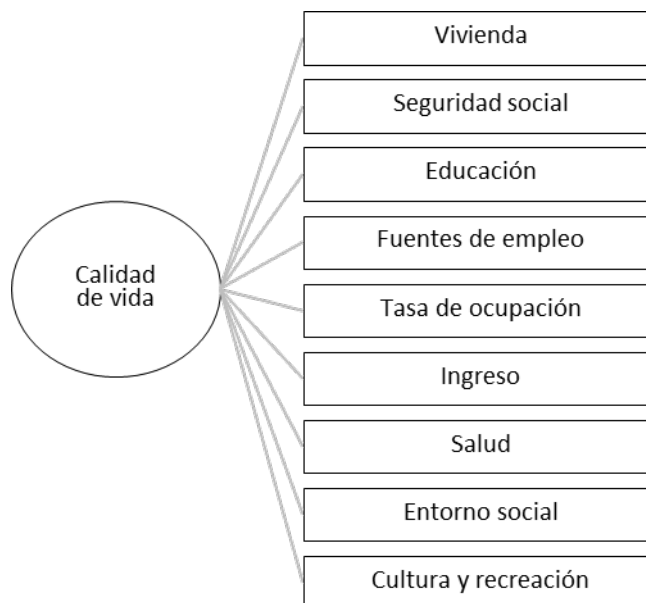 Calidad
de vida
Vivienda
Seguridad social
Educación
Fuentes de empleo
Tasa de ocupación
Ingreso
Salud
Entorno social
Cultura y recreación